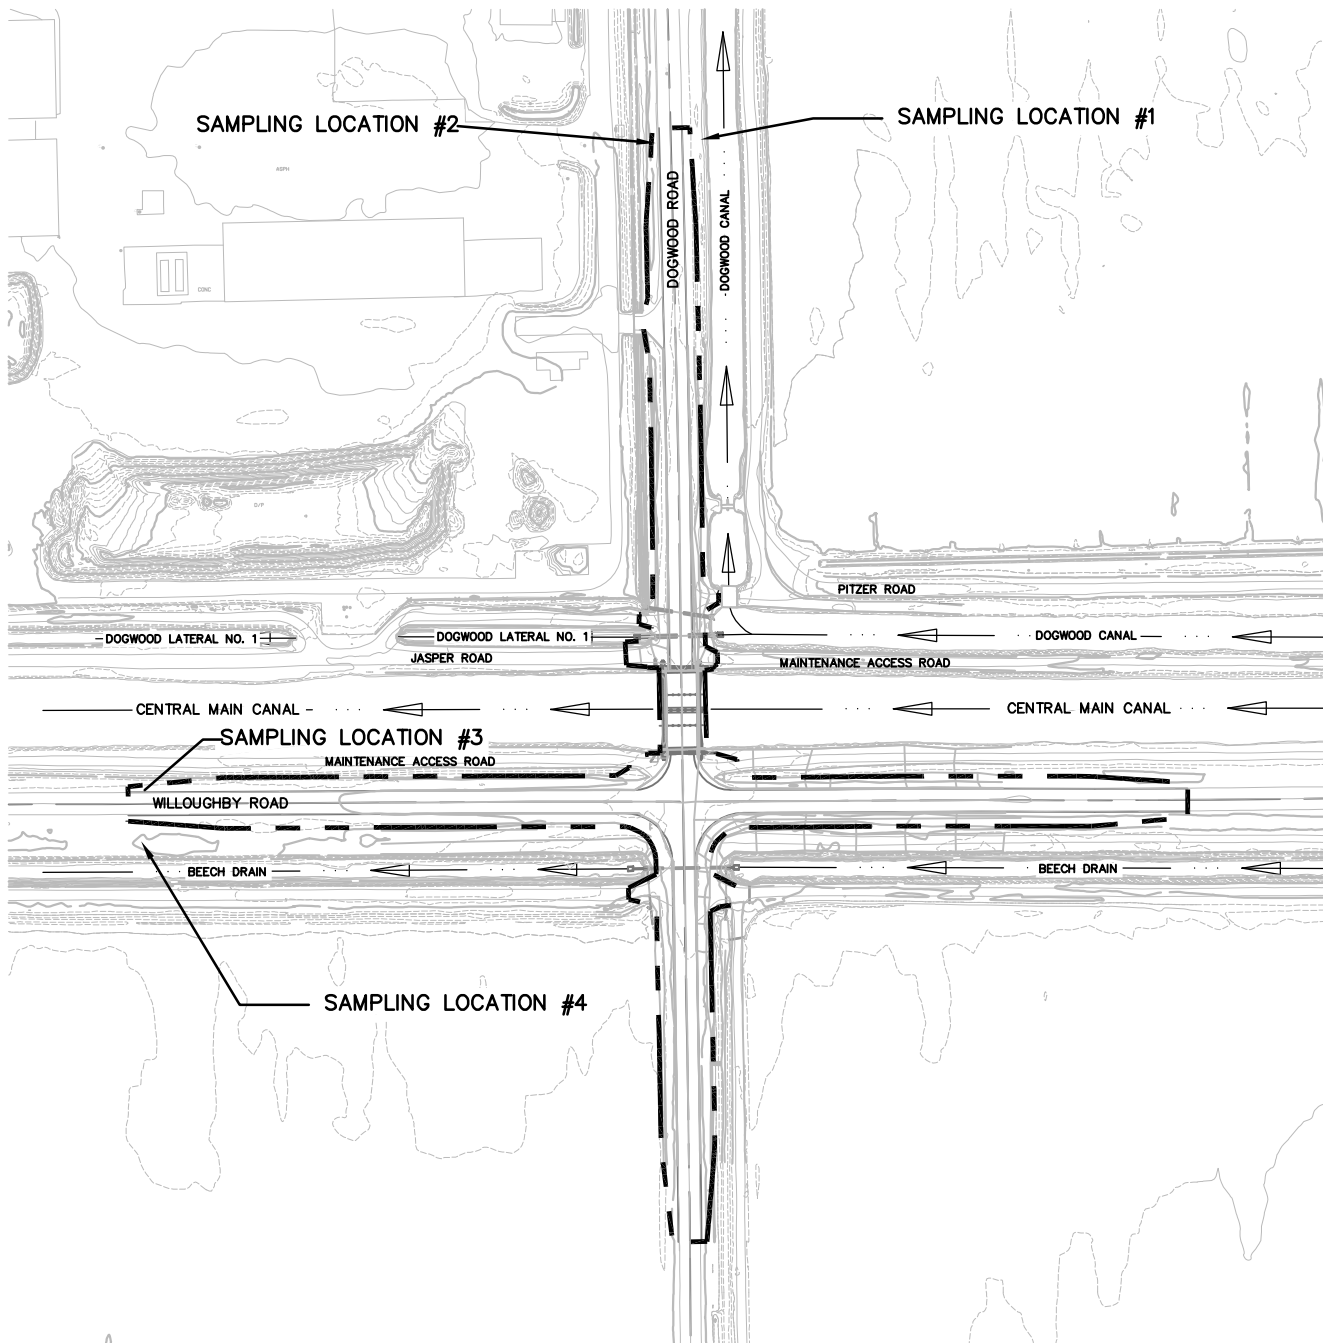 SAMPLING LOCATION #2
SAMPLING LOCATION #1
ASPH
DOGWOOD ROAD
DOGWOOD CANAL
CONC
D/P
PITZER ROAD
DOGWOOD LATERAL NO. 1
DOGWOOD LATERAL NO. 1
DOGWOOD CANAL
JASPER ROAD
MAINTENANCE ACCESS ROAD
CENTRAL MAIN CANAL
CENTRAL MAIN CANAL
SAMPLING LOCATION #3
MAINTENANCE ACCESS ROAD
WILLOUGHBY ROAD
BEECH DRAIN
BEECH DRAIN
SAMPLING LOCATION #4